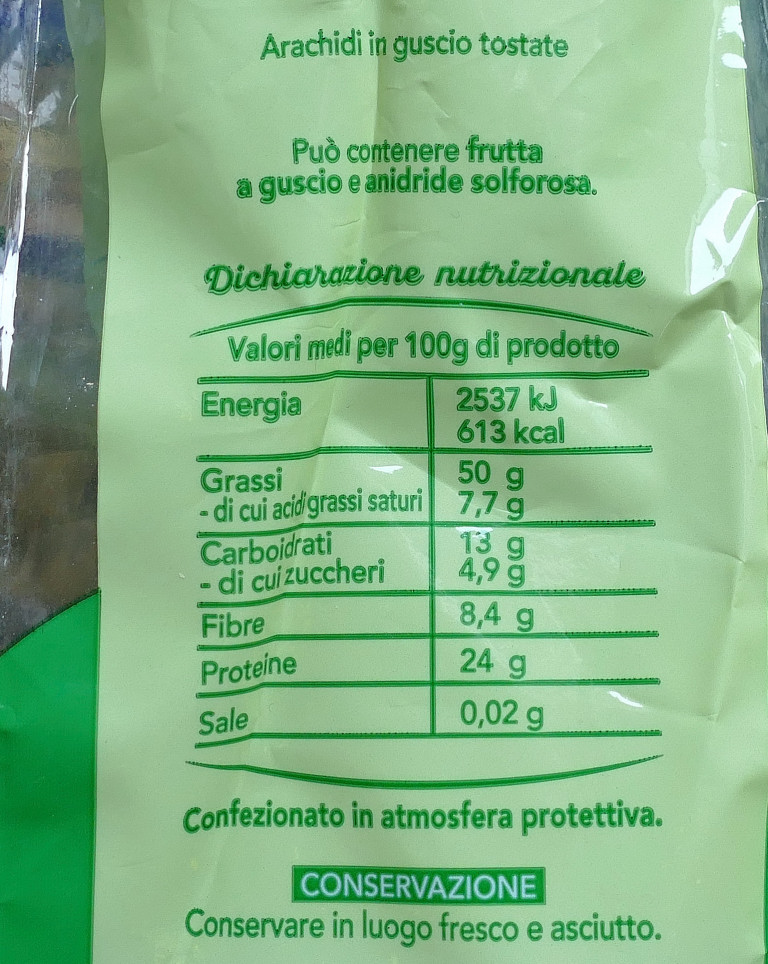 Arachidi in guscio tostate
Può contenere frutta
a guscio e anidride solforosa.
Dichiarazione nutrizionale
Valori medi per 100g di prodotto
Energia 2537 kJ
613 kcal
Grassi 50 g
- di cui acidi grassi saturi 7,7 g
Carboidrati 13 g
- di cui zuccheri 4,9 g
Fibre 8,4 g
Proteine 24 g
Sale 0,02 g
Confezionato in atmosfera protettiva.
CONSERVAZIONE
Conservare in luogo fresco e asciutto.